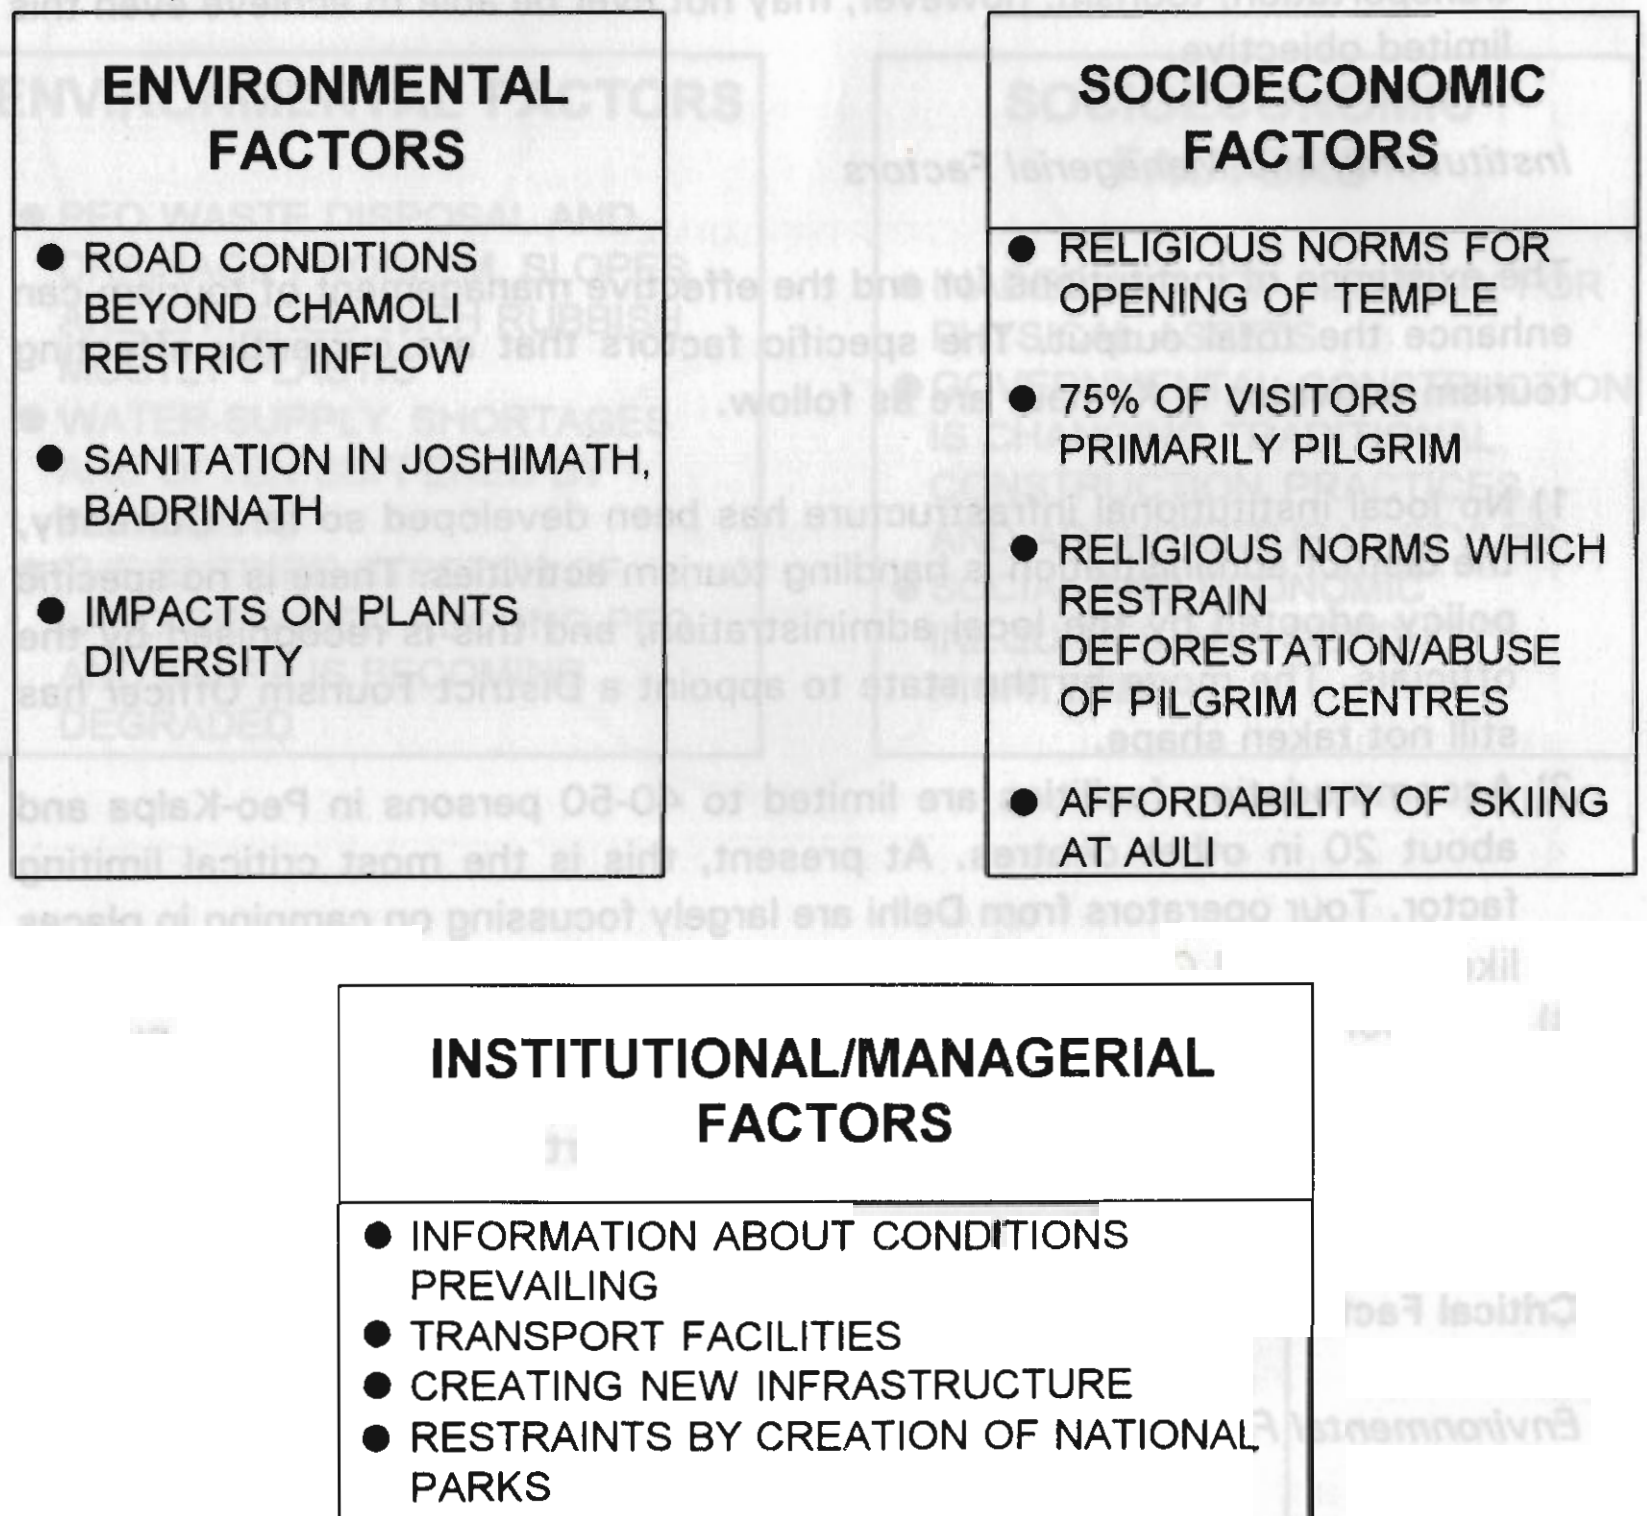 ENVIRONMENTAL
FACTORS
● ROAD CONDITIONS
BEYOND CHAMOLI
RESTRICT INFLOW
● SANITATION IN JOSHIMATH,
BADRINATH
● IMPACTS ON PLANTS
DIVERSITY
SOCIOECONOMIC
FACTORS
● RELIGIOUS NORMS FOR
OPENING OF TEMPLE
● 75% OF VISITORS
PRIMARILY PILGRIM
● RELIGIOUS NORMS WHICH
RESTRAIN
DEFORESTATION/ABUSE
OF PILGRIM CENTRES
● AFFORDABILITY OF SKIING
AT AULI
INSTITUTIONAL/MANAGERIAL
FACTORS
● INFORMATION ABOUT CONDITIONS
PREVAILING
● TRANSPORT FACILITIES
● CREATING NEW INFRASTRUCTURE
● RESTRAINTS BY CREATION OF NATIONAL
PARKS